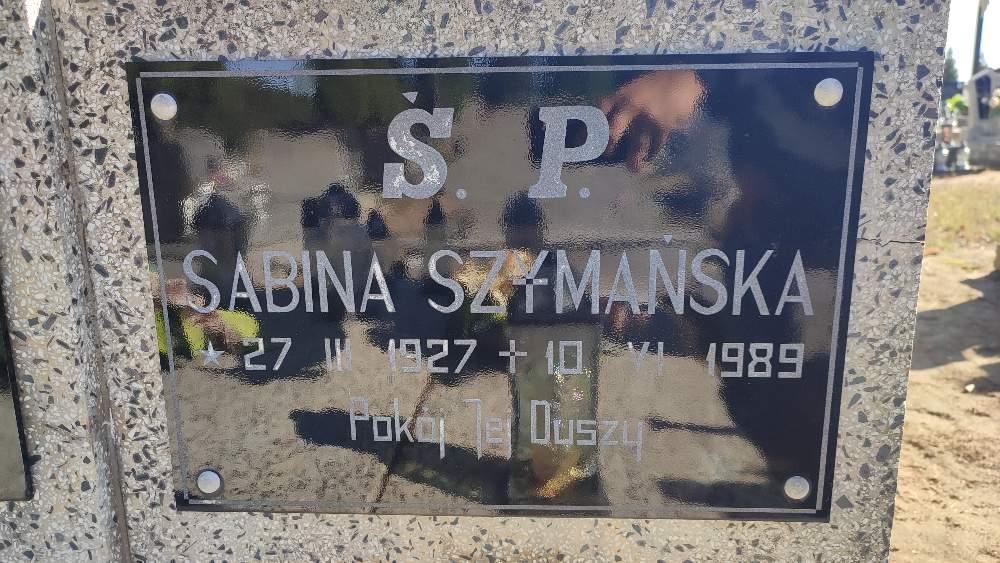 Ś. P.
SABINA SZYMAŃSKA
★ 27 III 1927 + 10 VI 1989
Pokój Jej Duszy